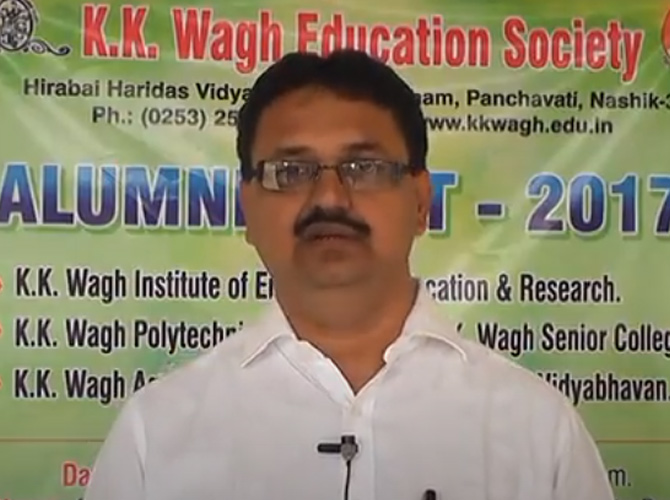 K.K. Wagh Education Society
Hirabai Haridas Vidya am, Panchavati, Nashik-3
Ph.: (0253) 25 www.kkwagh.edu.in
ALUMNI T - 2017
K.K. Wagh Institute of E cation & Research.
K.K. Wagh Polytechni K. Wagh Senior Colleg
K.K. Wagh A Vidyabhavan.
Da m.